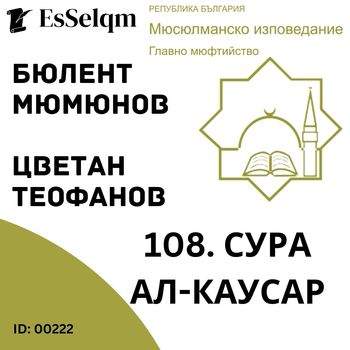 EsSelqm
РЕПУБЛИКА БЪЛГАРИЯ
Мюсюлманско изповедание
Главно мюфтийство
БЮЛЕНТ
МЮМЮНОВ
ЦВЕТАН
ТЕОФАНОВ
108. СУРА
АЛ-КАУСАР
ID: 00222